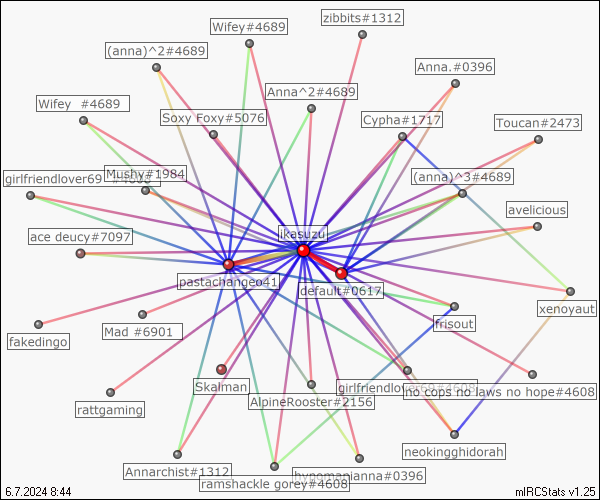 zibbits#1312
Wifey#4689
(anna)^2#4689
Anna.#0396
Anna^2#4689
Wifey  #4689
Soxy Foxy#5076
Cypha#1717
Toucan#2473
Mushy#1984
girlfriendlover69
(anna)^3#4689
avelicious
ikasuzu
ace deucy#7097
pastachangeo41
default#0617
xenoyaut
frisout
Mad #6901
fakedingo
Skalman
girlfriendlover69#4608
no cops no laws no hope#4608
AlpineRooster#2156
rattgaming
neokingghidorah
Annarchist#1312
hypnomanianna#0396
ramshackle gorey#4608
6.7.2024 8:44
mIRCStats v1.25